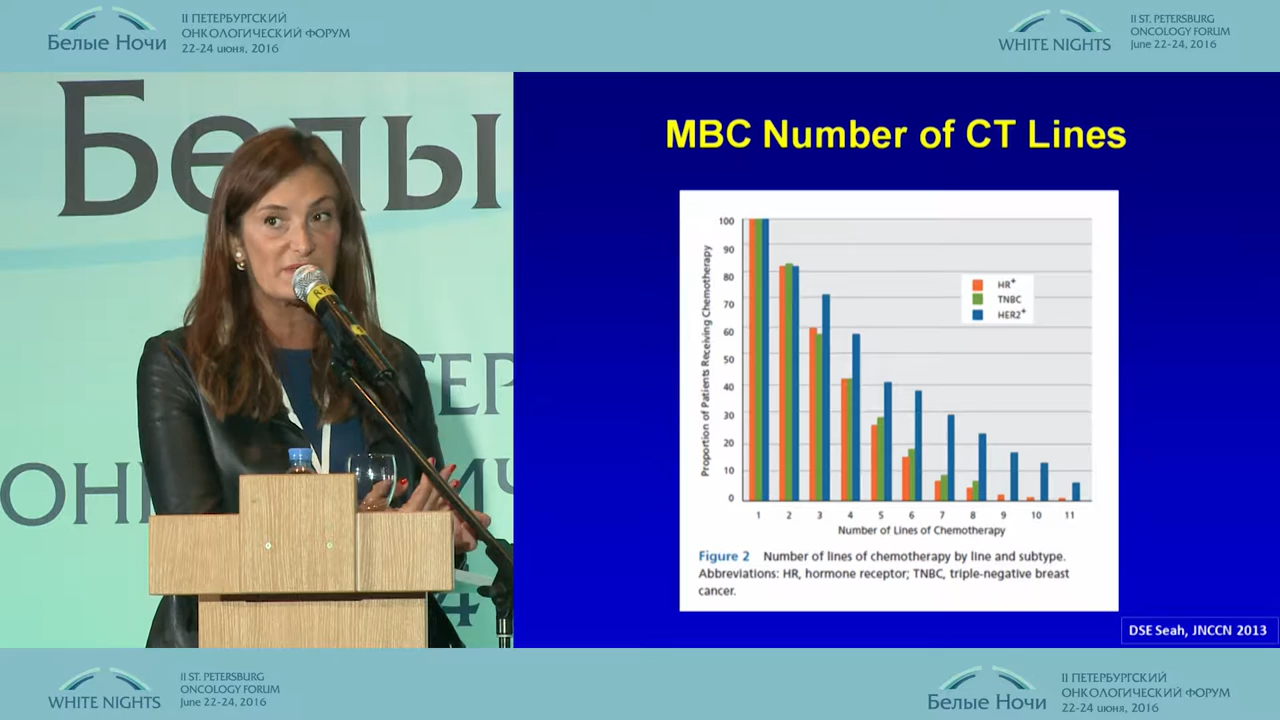 Белые Ночи
II ПЕТЕРБУРГСКИЙ
ОНКОЛОГИЧЕСКИЙ ФОРУМ
22-24 июня, 2016
WHITE NIGHTS
II ST. PETERSBURG
ONCOLOGY FORUM
June 22-24, 2016
Белы
ТЕР
ОНК
ИЧ
MBC Number of CT Lines
Proportion of Patients Receiving Chemotherapy
100
90
80
70
60
50
40
30
20
10
0
HR+
TNBC
HER2+
1 2 3 4 5 6 7 8 9 10 11
Number of Lines of Chemotherapy
Figure 2 Number of lines of chemotherapy by line and subtype.
Abbreviations: HR, hormone receptor; TNBC, triple-negative breast
cancer.
DSE Seah, JNCCN 2013
WHITE NIGHTS
II ST. PETERSBURG
ONCOLOGY FORUM
June 22-24, 2016
Белые Ночи
II ПЕТЕРБУРГСКИЙ
ОНКОЛОГИЧЕСКИЙ ФОРУМ
22-24 июня, 2016